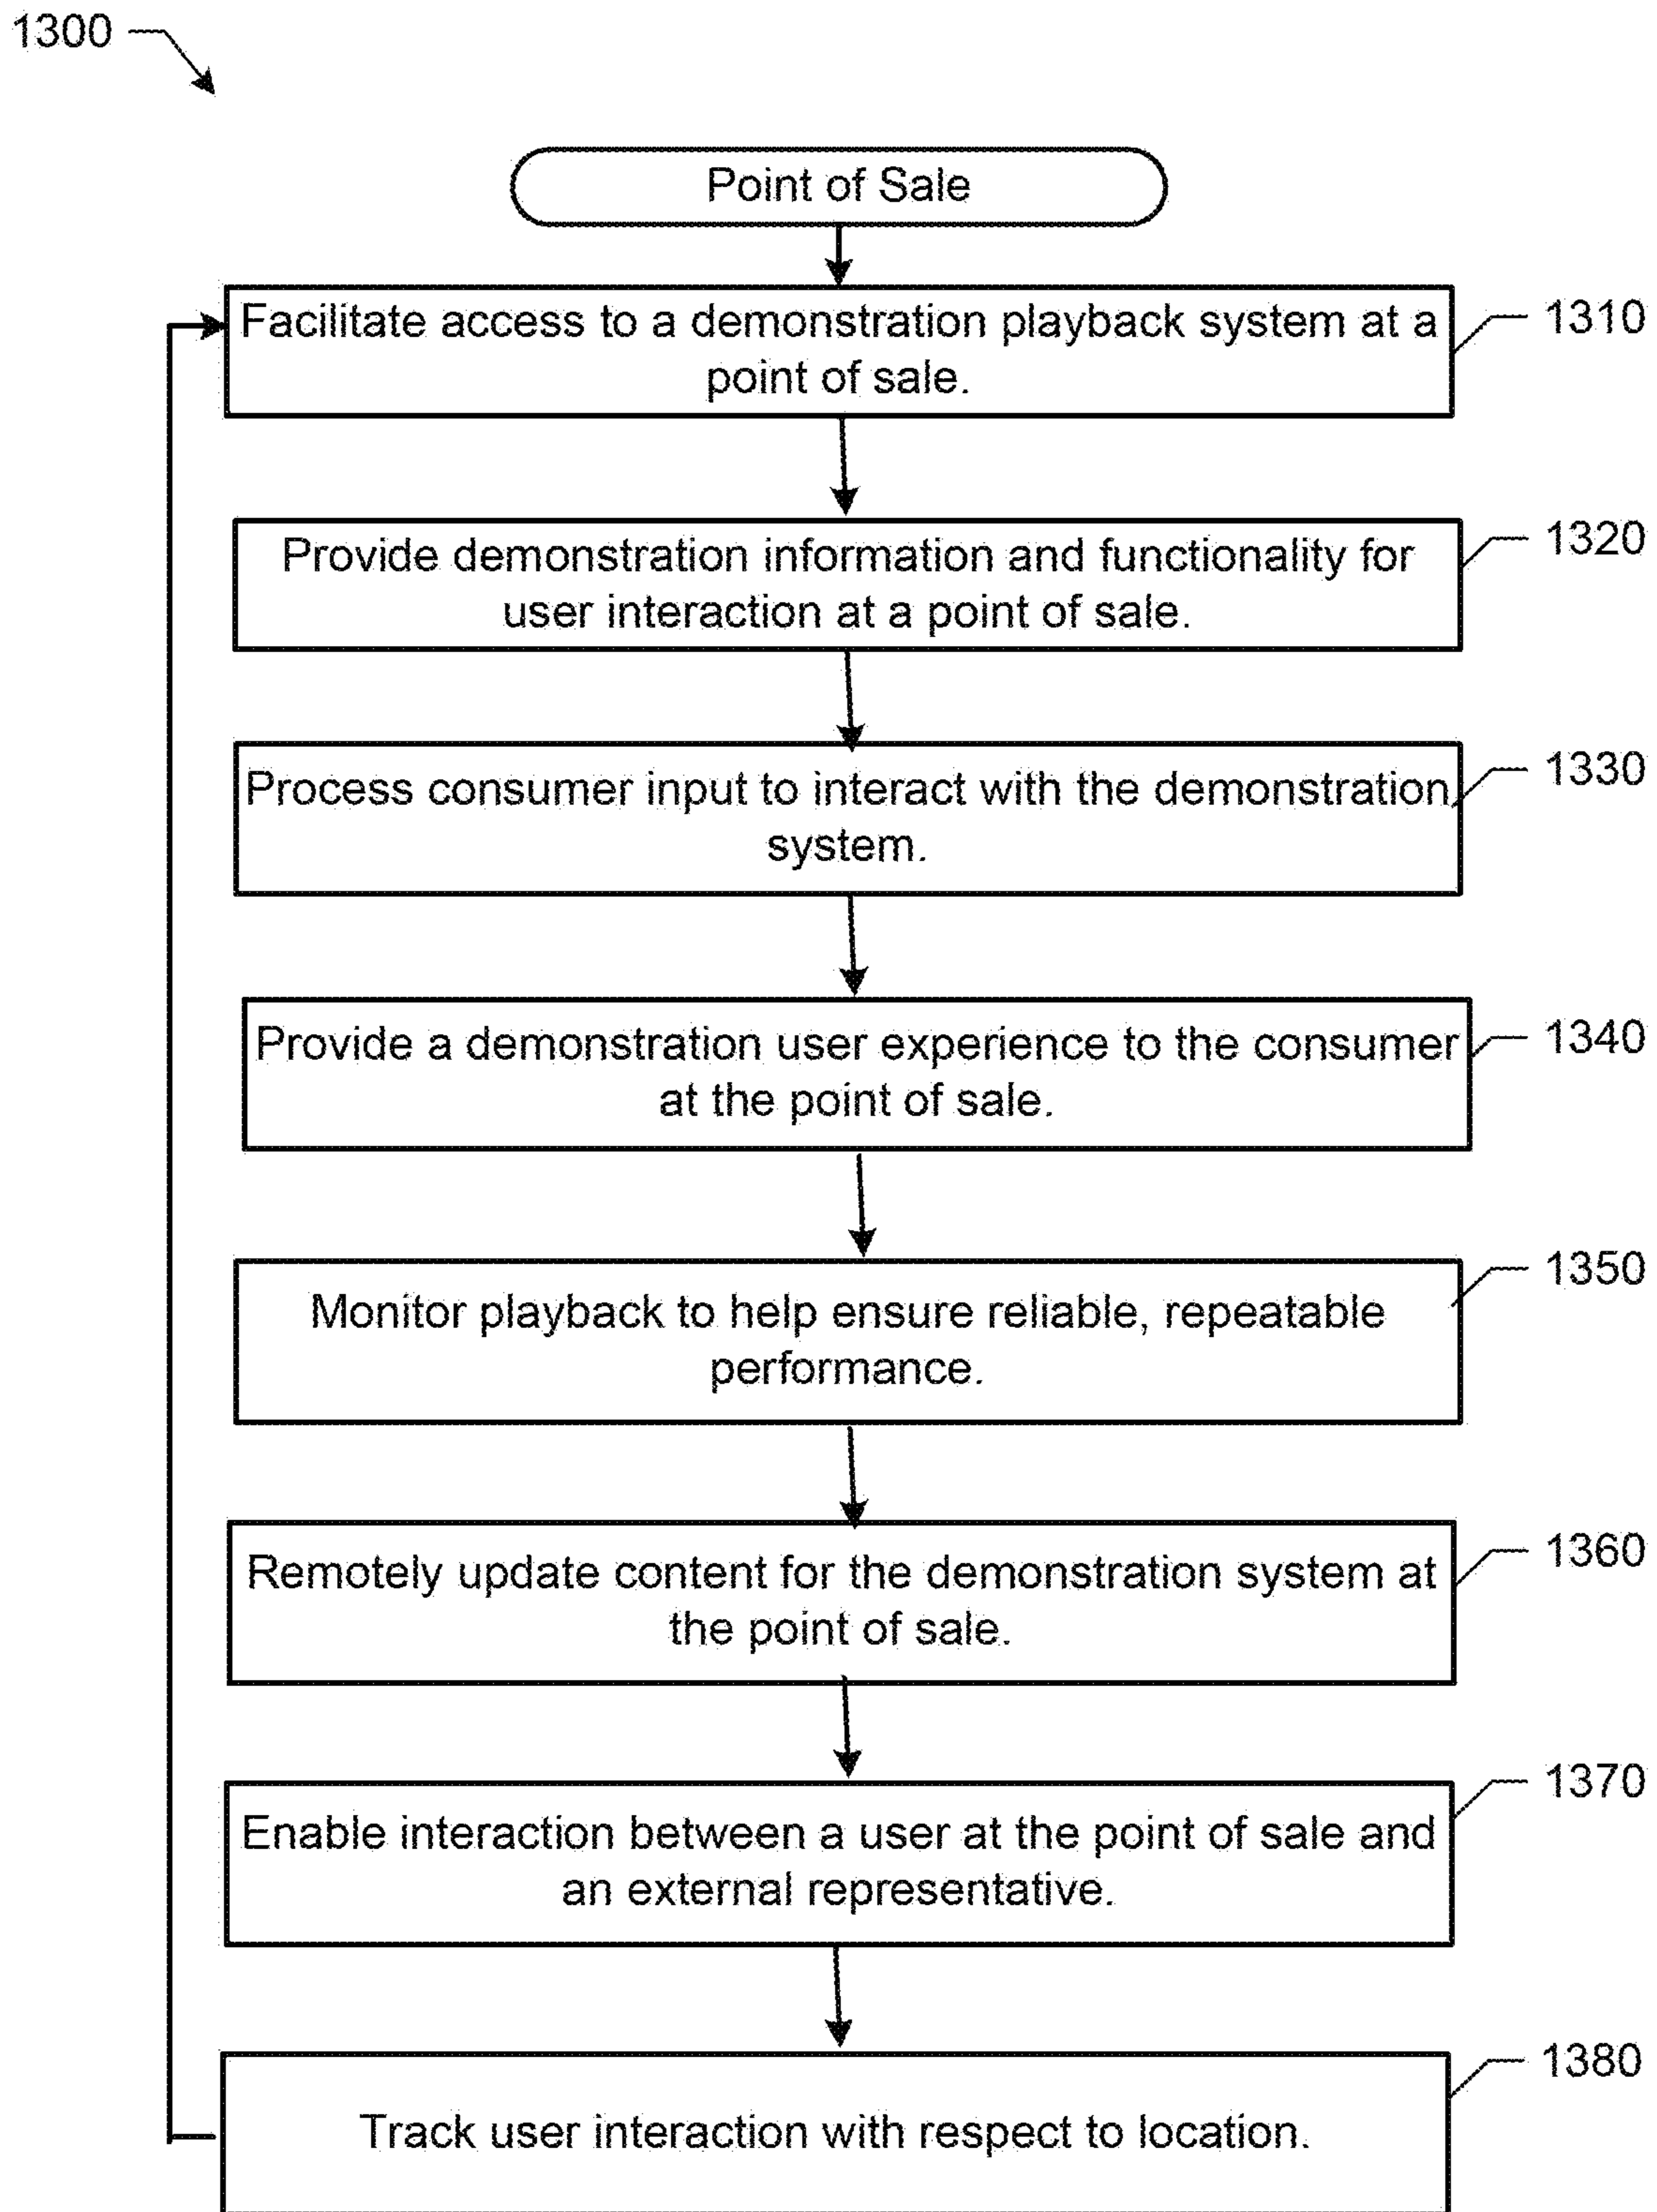 1300
Point of Sale
Facilitate access to a demonstration playback system at a
point of sale.
1310
Provide demonstration information and functionality for
user interaction at a point of sale.
1320
Process consumer input to interact with the demonstration
system.
1330
Provide a demonstration user experience to the consumer
at the point of sale.
1340
Monitor playback to help ensure reliable, repeatable
performance.
1350
Remotely update content for the demonstration system at
the point of sale.
1360
Enable interaction between a user at the point of sale and
an external representative.
1370
Track user interaction with respect to location.
1380